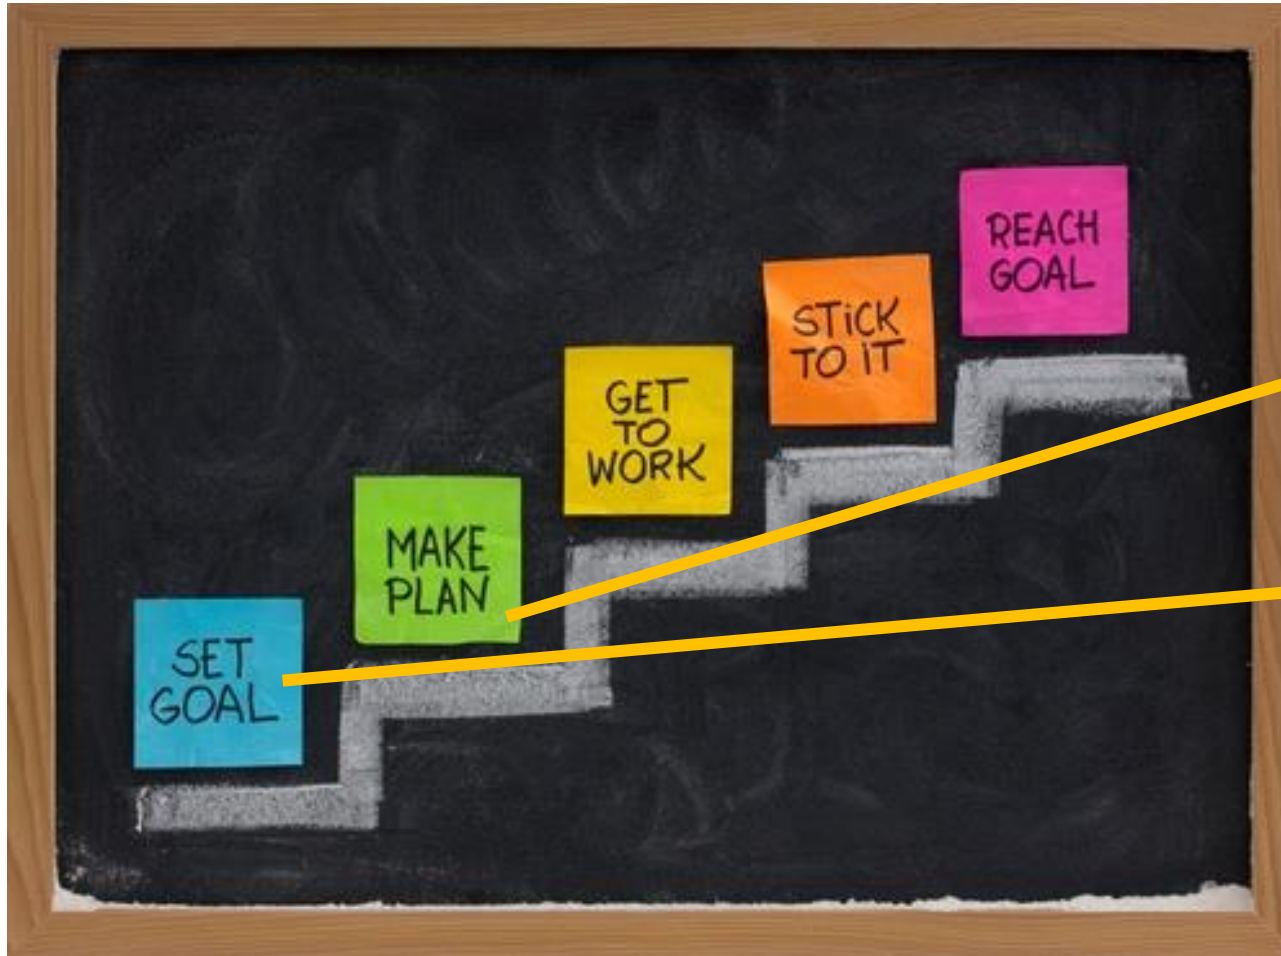 SET
GOAL
MAKE
PLAN
GET
TO
WORK
STiCK
TO iT
REACH
GOAL